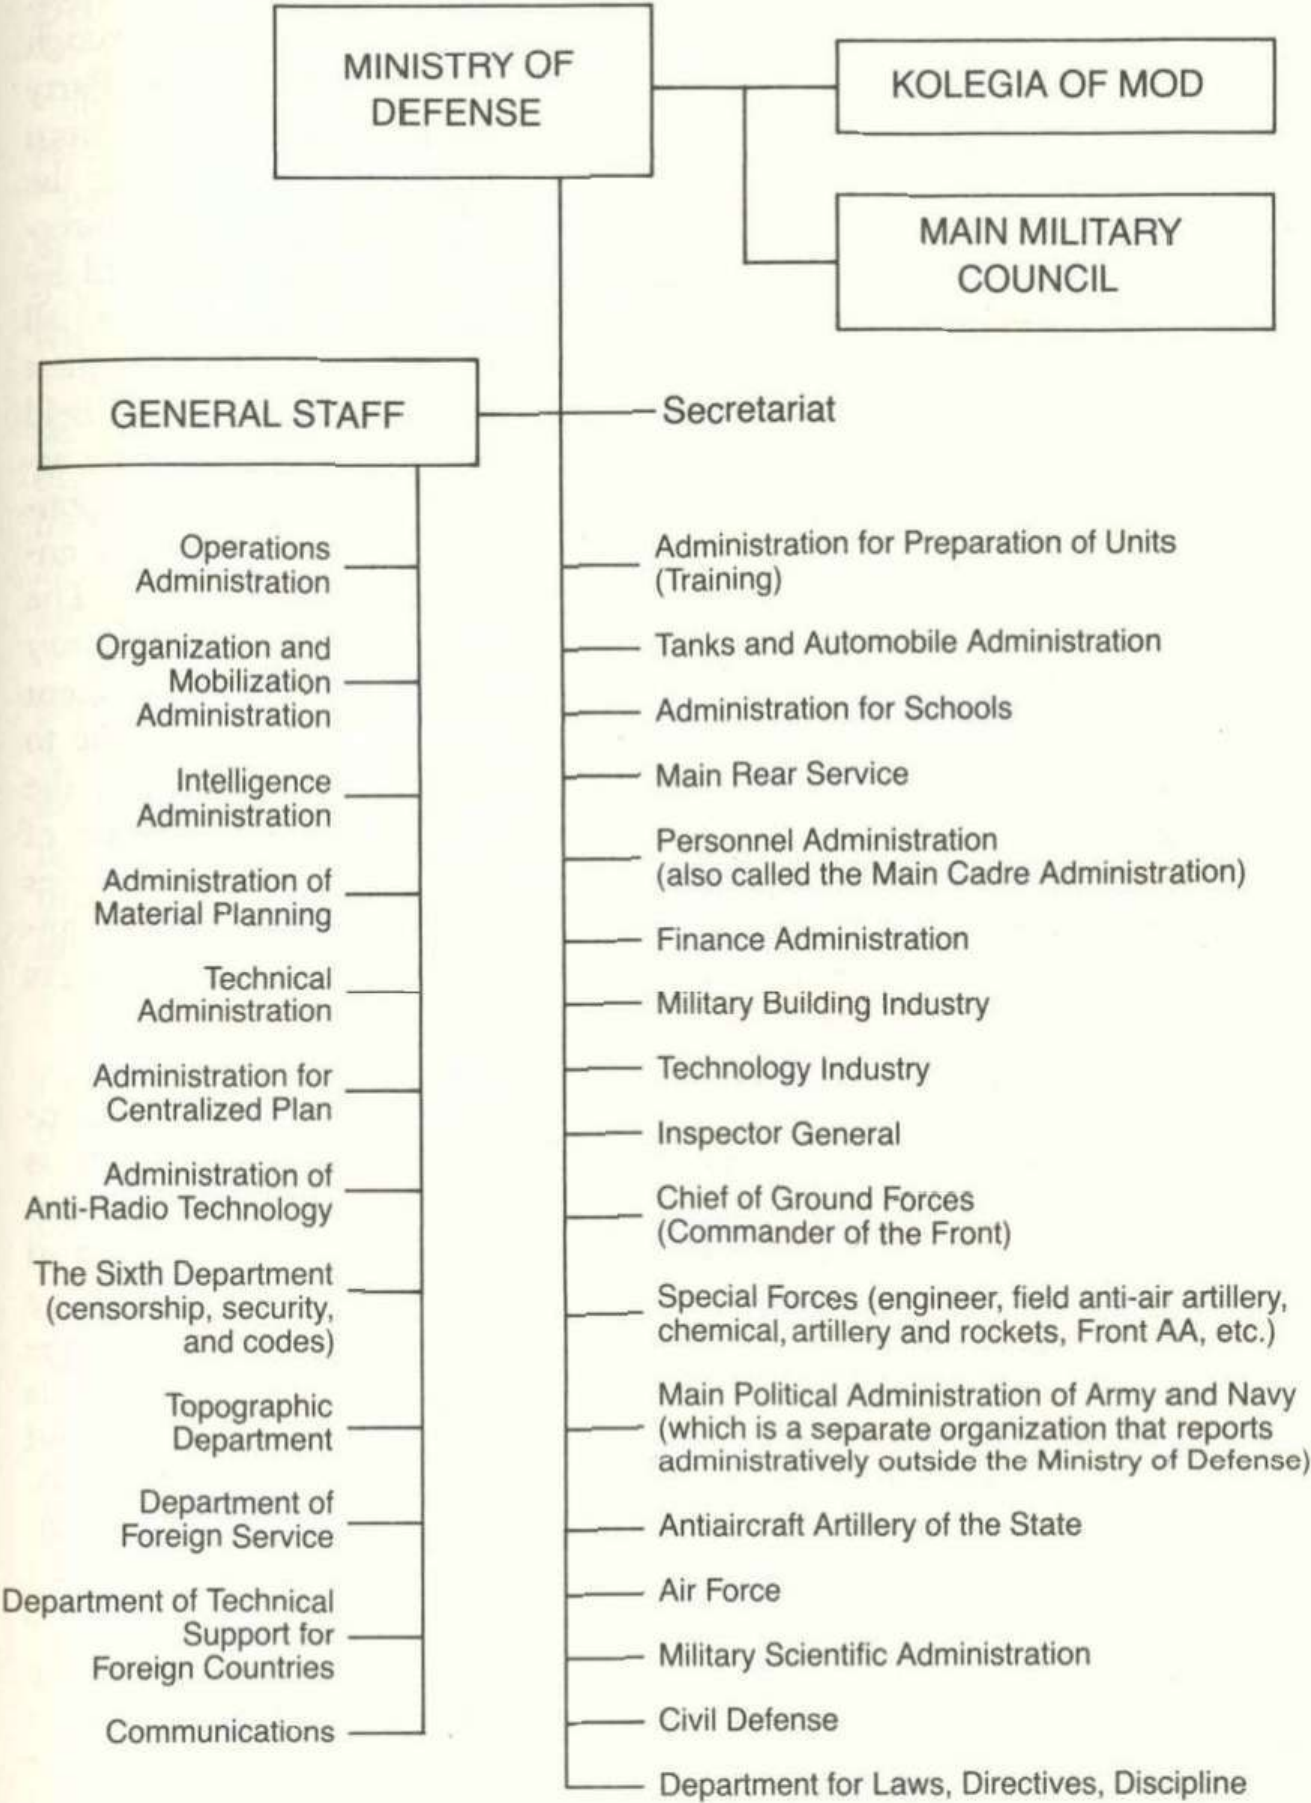 MINISTRY OF
DEFENSE
KOLEGIA OF MOD
MAIN MILITARY
COUNCIL
GENERAL STAFF
Secretariat
Operations
Administration
Organization and
Mobilization
Administration
Intelligence
Administration
Administration of
Material Planning
Technical
Administration
Administration for
Centralized Plan
Administration of
Anti-Radio Technology
The Sixth Department
(censorship, security,
and codes)
Topographic
Department
Department of
Foreign Service
Department of Technical
Support for
Foreign Countries
Communications
Administration for Preparation of Units
(Training)
Tanks and Automobile Administration
Administration for Schools
Main Rear Service
Personnel Administration
(also called the Main Cadre Administration)
Finance Administration
Military Building Industry
Technology Industry
Inspector General
Chief of Ground Forces
(Commander of the Front)
Special Forces (engineer, field anti-air artillery,
chemical, artillery and rockets, Front AA, etc.)
Main Political Administration of Army and Navy
(which is a separate organization that reports
administratively outside the Ministry of Defense)
Antiaircraft Artillery of the State
Air Force
Military Scientific Administration
Civil Defense
Department for Laws, Directives, Discipline